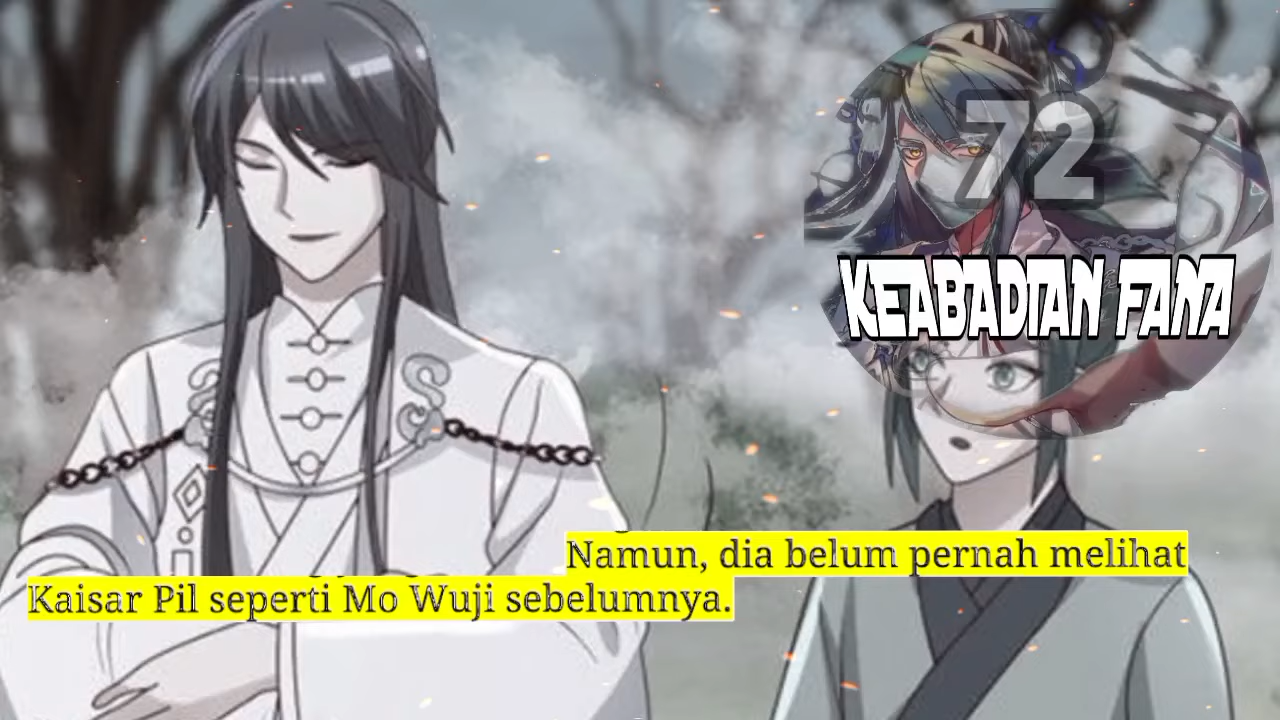 72
KEABADIAN FANA
Namun, dia belum pernah melihat
Kaisar Pil seperti Mo Wuji sebelumnya.